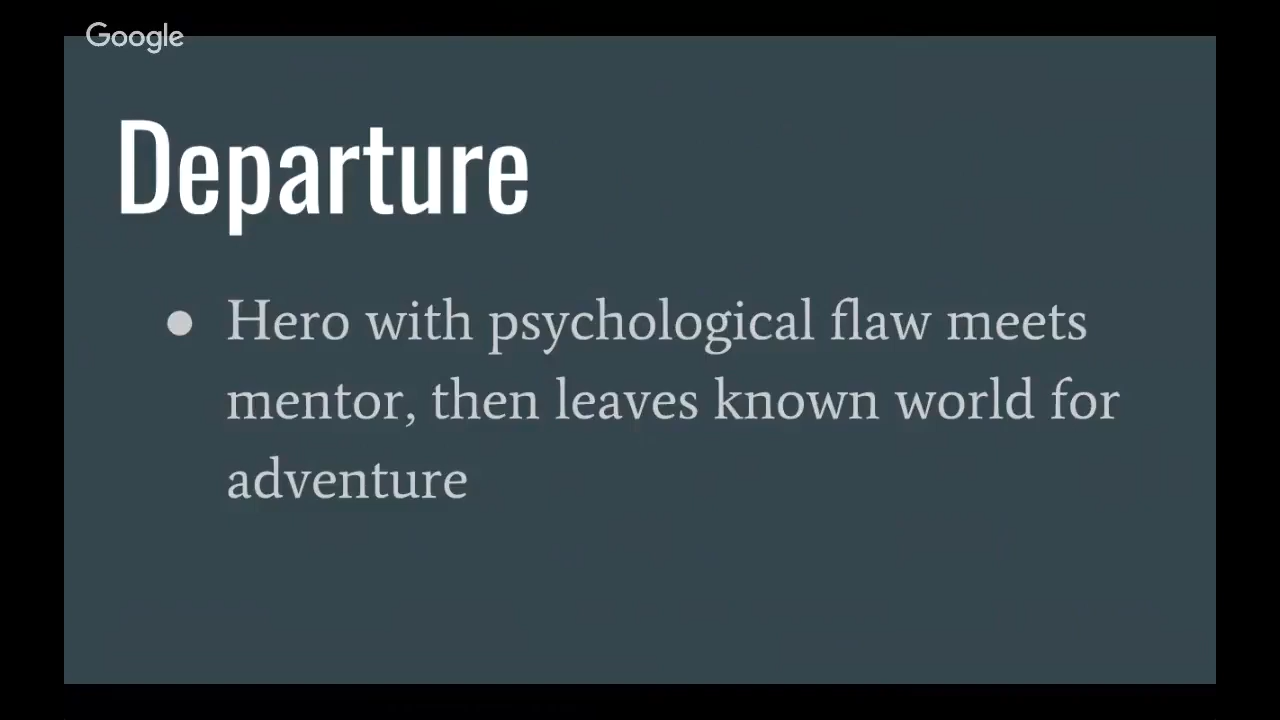 Google
Departure
● Hero with psychological flaw meets
mentor, then leaves known world for
adventure